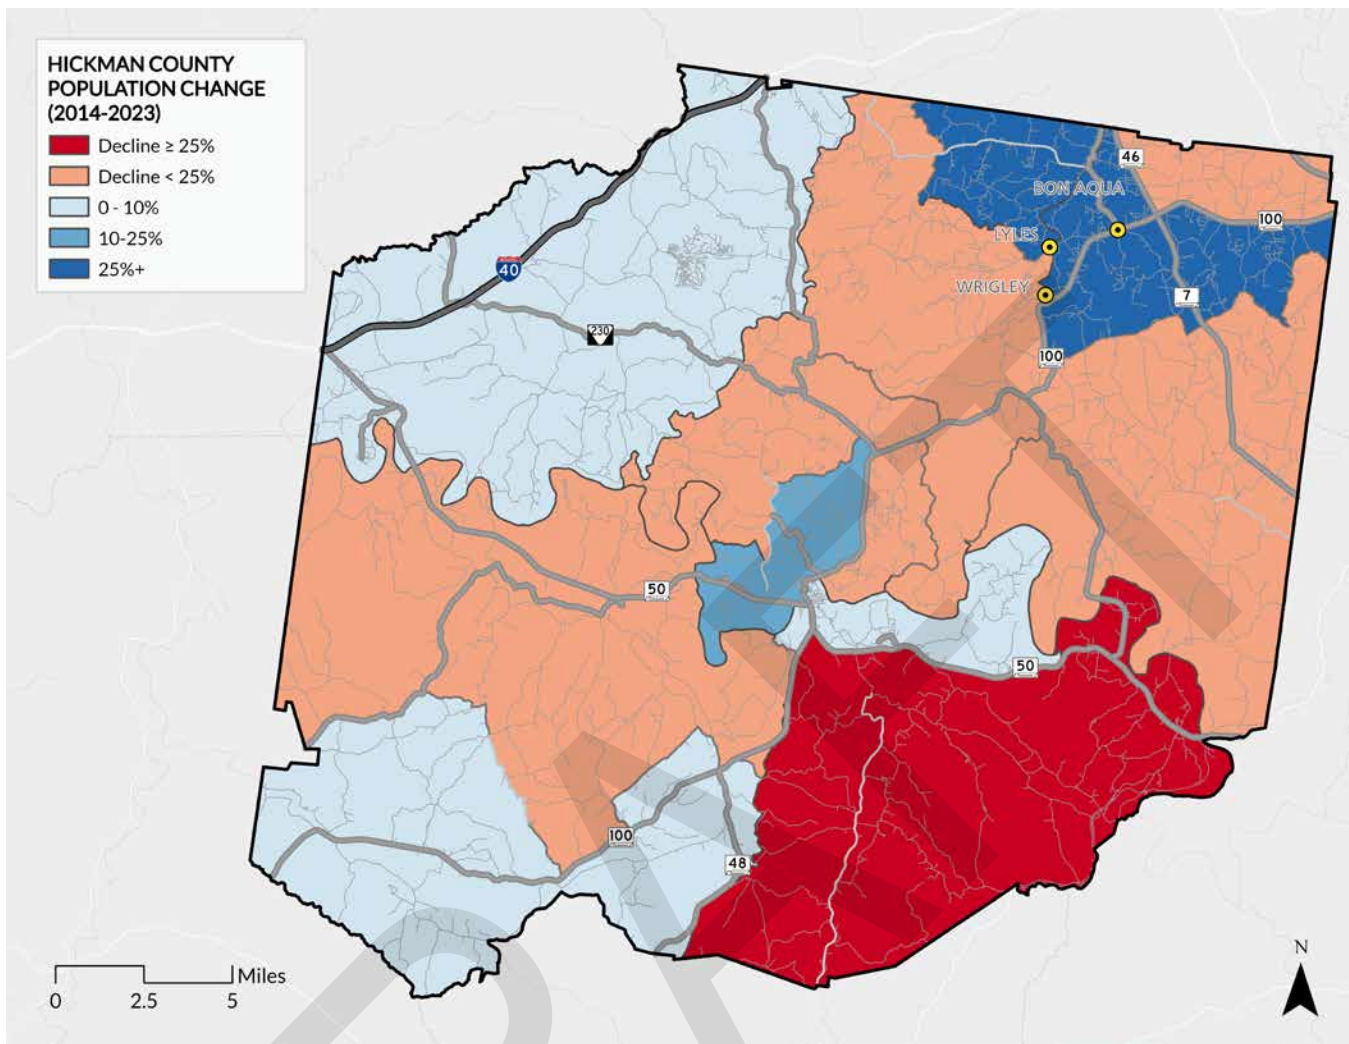 HICKMAN COUNTY
POPULATION CHANGE
(2014-2023)
Decline ≥ 25%
Decline < 25%
0 - 10%
10-25%
25%+
46
BON AQUA
100
LYLES
40
WRIGLEY
7
230
100
50
50
100
48
N
Miles
0 2.5 5
DRAFT